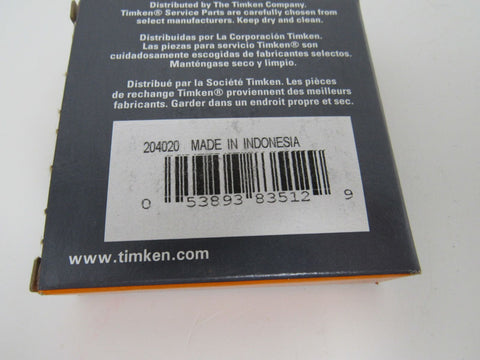 Distributed by The Timken Company.
Timken® Service Parts are carefully chosen from
select manufacturers. Keep dry and clean.
Distribuidas por La Corporación Timken.
Las piezas para servicio Timken® son
cuidadosamente escogidas de fabricantes selectos.
Manténgase seco y limpio.
Distribué par la Société Timken. Les pièces
de rechange Timken® proviennent des meilleurs
fabricants. Garder dans un endroit propre et sec.
204020 MADE IN INDONESIA
0 53893 83512 9
www.timken.com